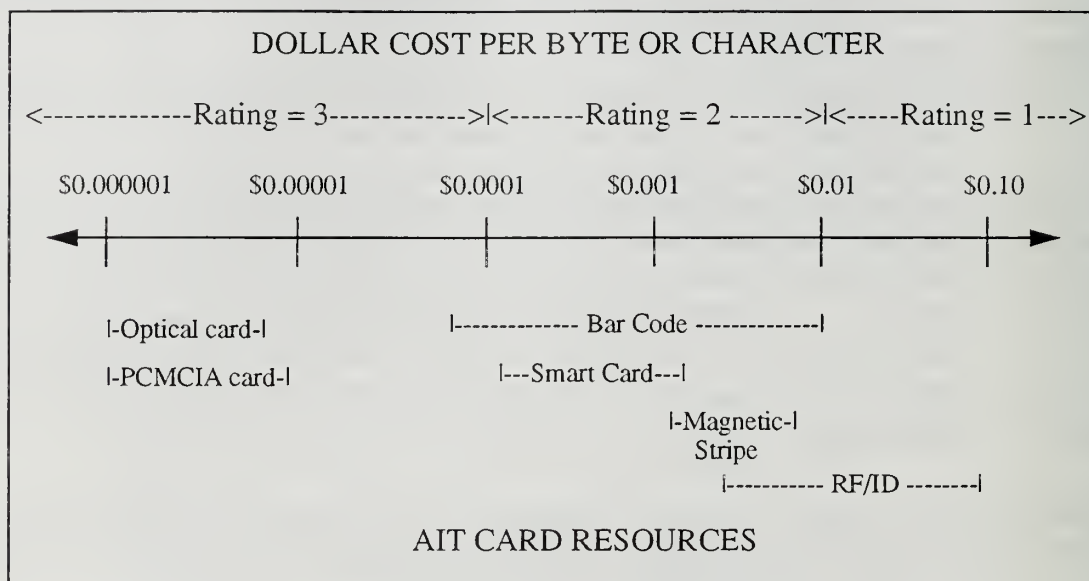 DOLLAR COST PER BYTE OR CHARACTER
<-------------Rating = 3------------->|<-------Rating = 2 ------->|<-----Rating = 1--->
$0.000001 $0.00001 $0.0001 $0.001 $0.01 $0.10
|-Optical card-| |------------- Bar Code -------------|
|-PCMCIA card-| |---Smart Card---|
|-Magnetic-|
Stripe
|----------- RF/ID --------|
AIT CARD RESOURCES